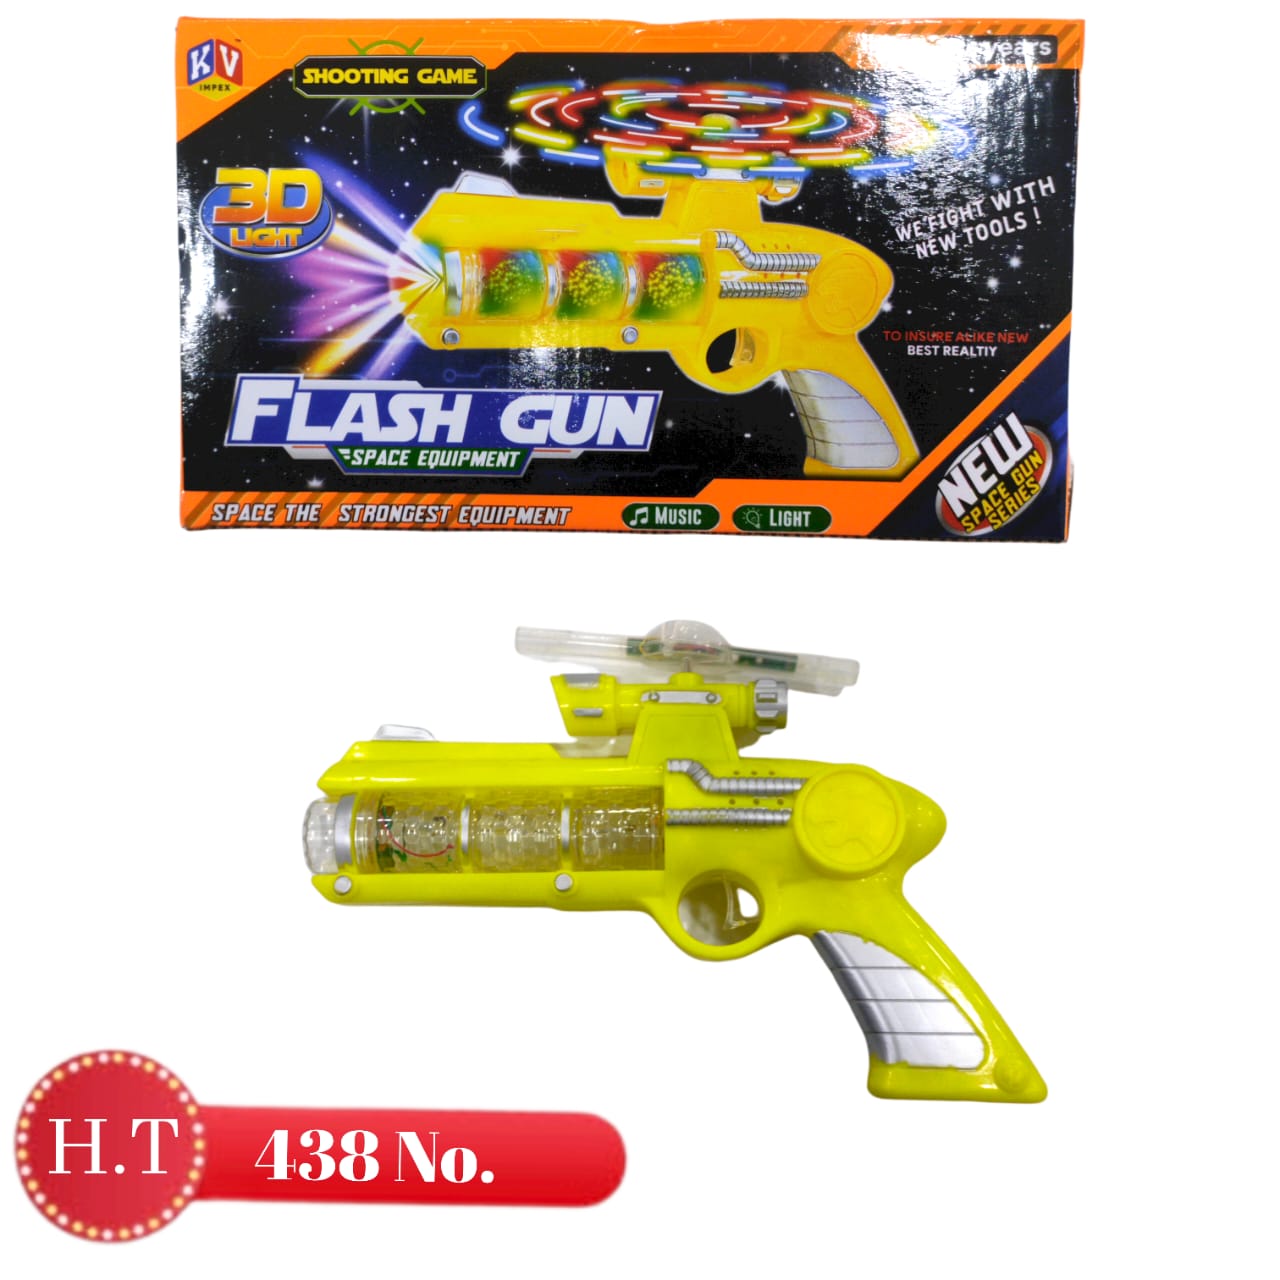 KV
IMPEX
SHOOTING GAME
years
3D
LIGHT
WE FIGHT WITH
NEW TOOLS !
TO INSURE ALIKE NEW
BEST REALTIY
FLASH GUN
SPACE EQUIPMENT
NEW
SPACE GUN
SERIES
SPACE THE STRONGEST EQUIPMENT
MUSIC
LIGHT
H.T
438 No.